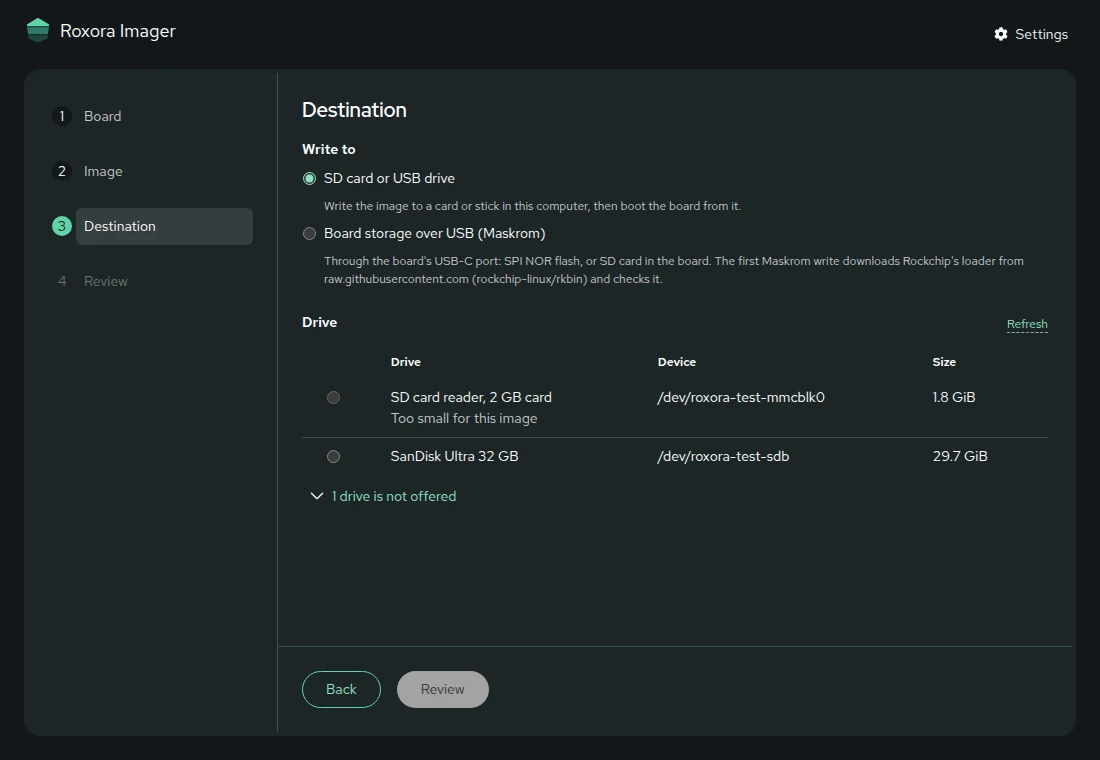 Roxora Imager
Settings
1 Board
2 Image
3 Destination
4 Review
Destination
Write to
SD card or USB drive
Write the image to a card or stick in this computer, then boot the board from it.
Board storage over USB (Maskrom)
Through the board's USB-C port: SPI NOR flash, or SD card in the board. The first Maskrom write downloads Rockchip's loader from
raw.githubusercontent.com (rockchip-linux/rkbin) and checks it.
Drive
Refresh
Drive Device Size
SD card reader, 2 GB card /dev/roxora-test-mmcblk0 1.8 GiB
Too small for this image
SanDisk Ultra 32 GB /dev/roxora-test-sdb 29.7 GiB
1 drive is not offered
Back Review